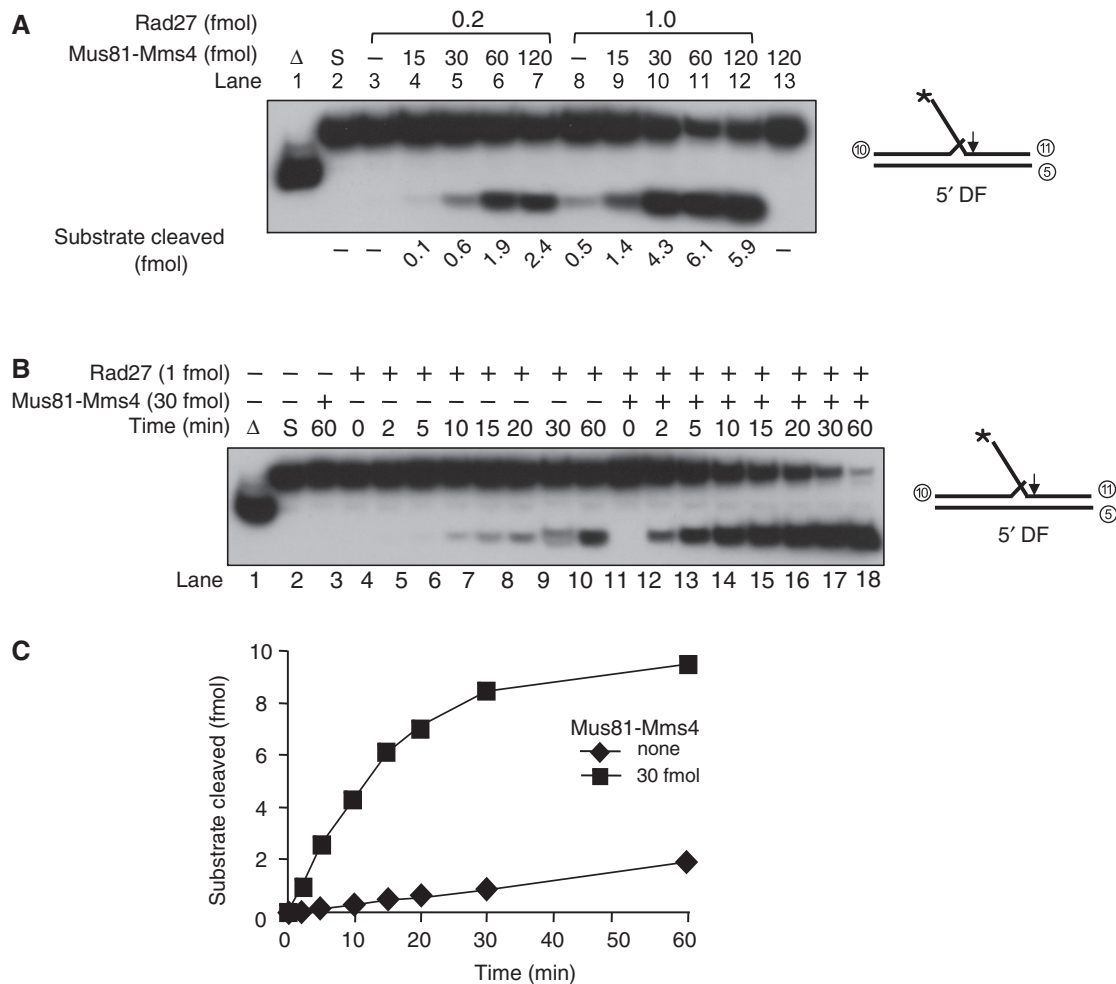 A
Rad27 (fmol) 0.2 1.0
Mus81-Mms4 (fmol) Δ S – 15 30 60 120 – 15 30 60 120 120
Lane 1 2 3 4 5 6 7 8 9 10 11 12 13
* ⑩ ⑪ ⑤
5′ DF
Substrate cleaved (fmol) – – 0.1 0.6 1.9 2.4 0.5 1.4 4.3 6.1 5.9 –
B
Rad27 (1 fmol) – – – + + + + + + + + + + + + + + + +
Mus81-Mms4 (30 fmol) – – + – – – – – – – – + + + + + + + +
Time (min) Δ S 60 0 2 5 10 15 20 30 60 0 2 5 10 15 20 30 60
* ⑩ ⑪ ⑤
5′ DF
Lane 1 2 3 4 5 6 7 8 9 10 11 12 13 14 15 16 17 18
C
Substrate cleaved (fmol)
10
8
6
4
2
0
Mus81-Mms4
none
30 fmol
0 10 20 30 40 50 60
Time (min)